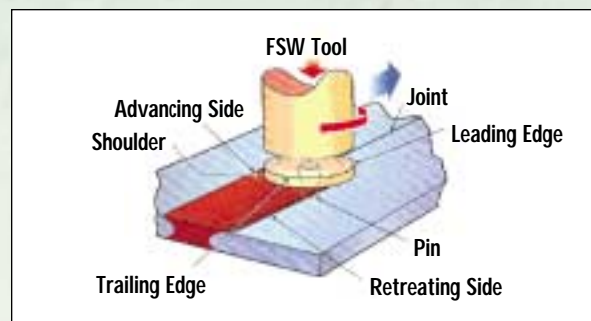 FSW Tool
Advancing Side
Joint
Shoulder
Leading Edge
Pin
Trailing Edge
Retreating Side